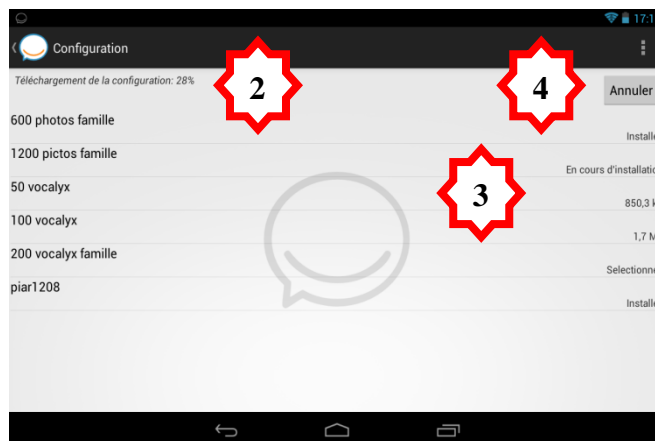 17:1
Configuration
Téléchargement de la configuration: 28%
2
4
Annuler
600 photos famille
Installé
1200 pictos famille
En cours d'installatio
3
50 vocalyx
850,3 k
100 vocalyx
1,7 M
200 vocalyx famille
Selectionné
piar1208
Installé